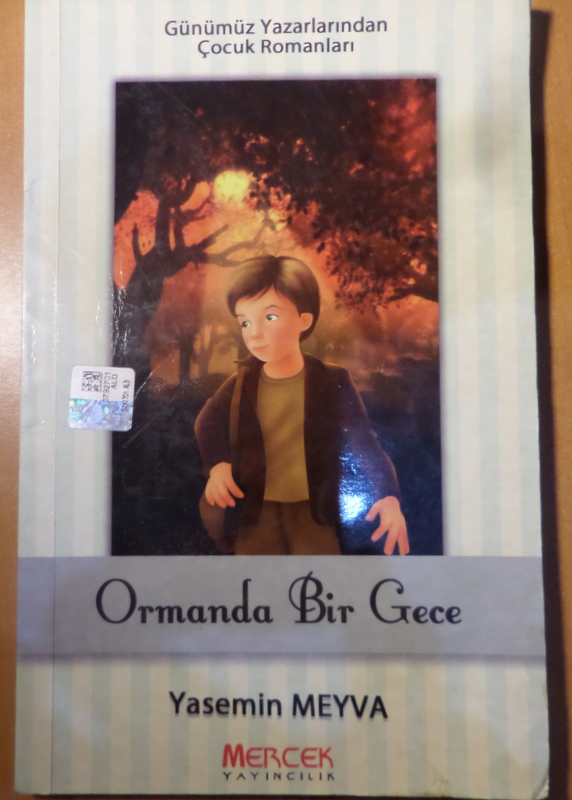 Günümüz Yazarlarından
Çocuk Romanları
Ormanda Bir Gece
Yasemin MEYVA
MERCEK
YAYINCILIK